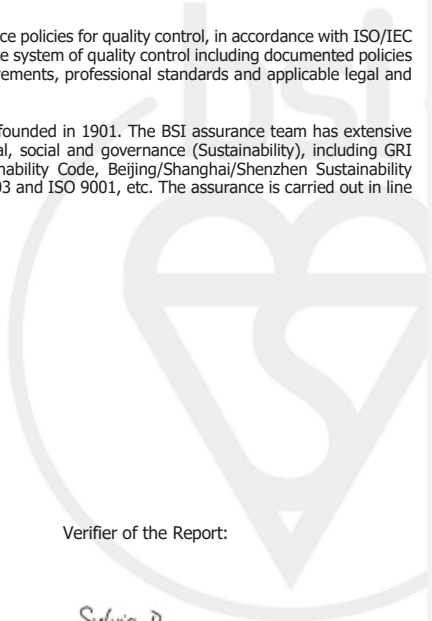 ce policies for quality control, in accordance with ISO/IEC
e system of quality control including documented policies
rements, professional standards and applicable legal and
founded in 1901. The BSI assurance team has extensive
al, social and governance (Sustainability), including GRI
nability Code, Beijing/Shanghai/Shenzhen Sustainability
03 and ISO 9001, etc. The assurance is carried out in line
bsi
Verifier of the Report: